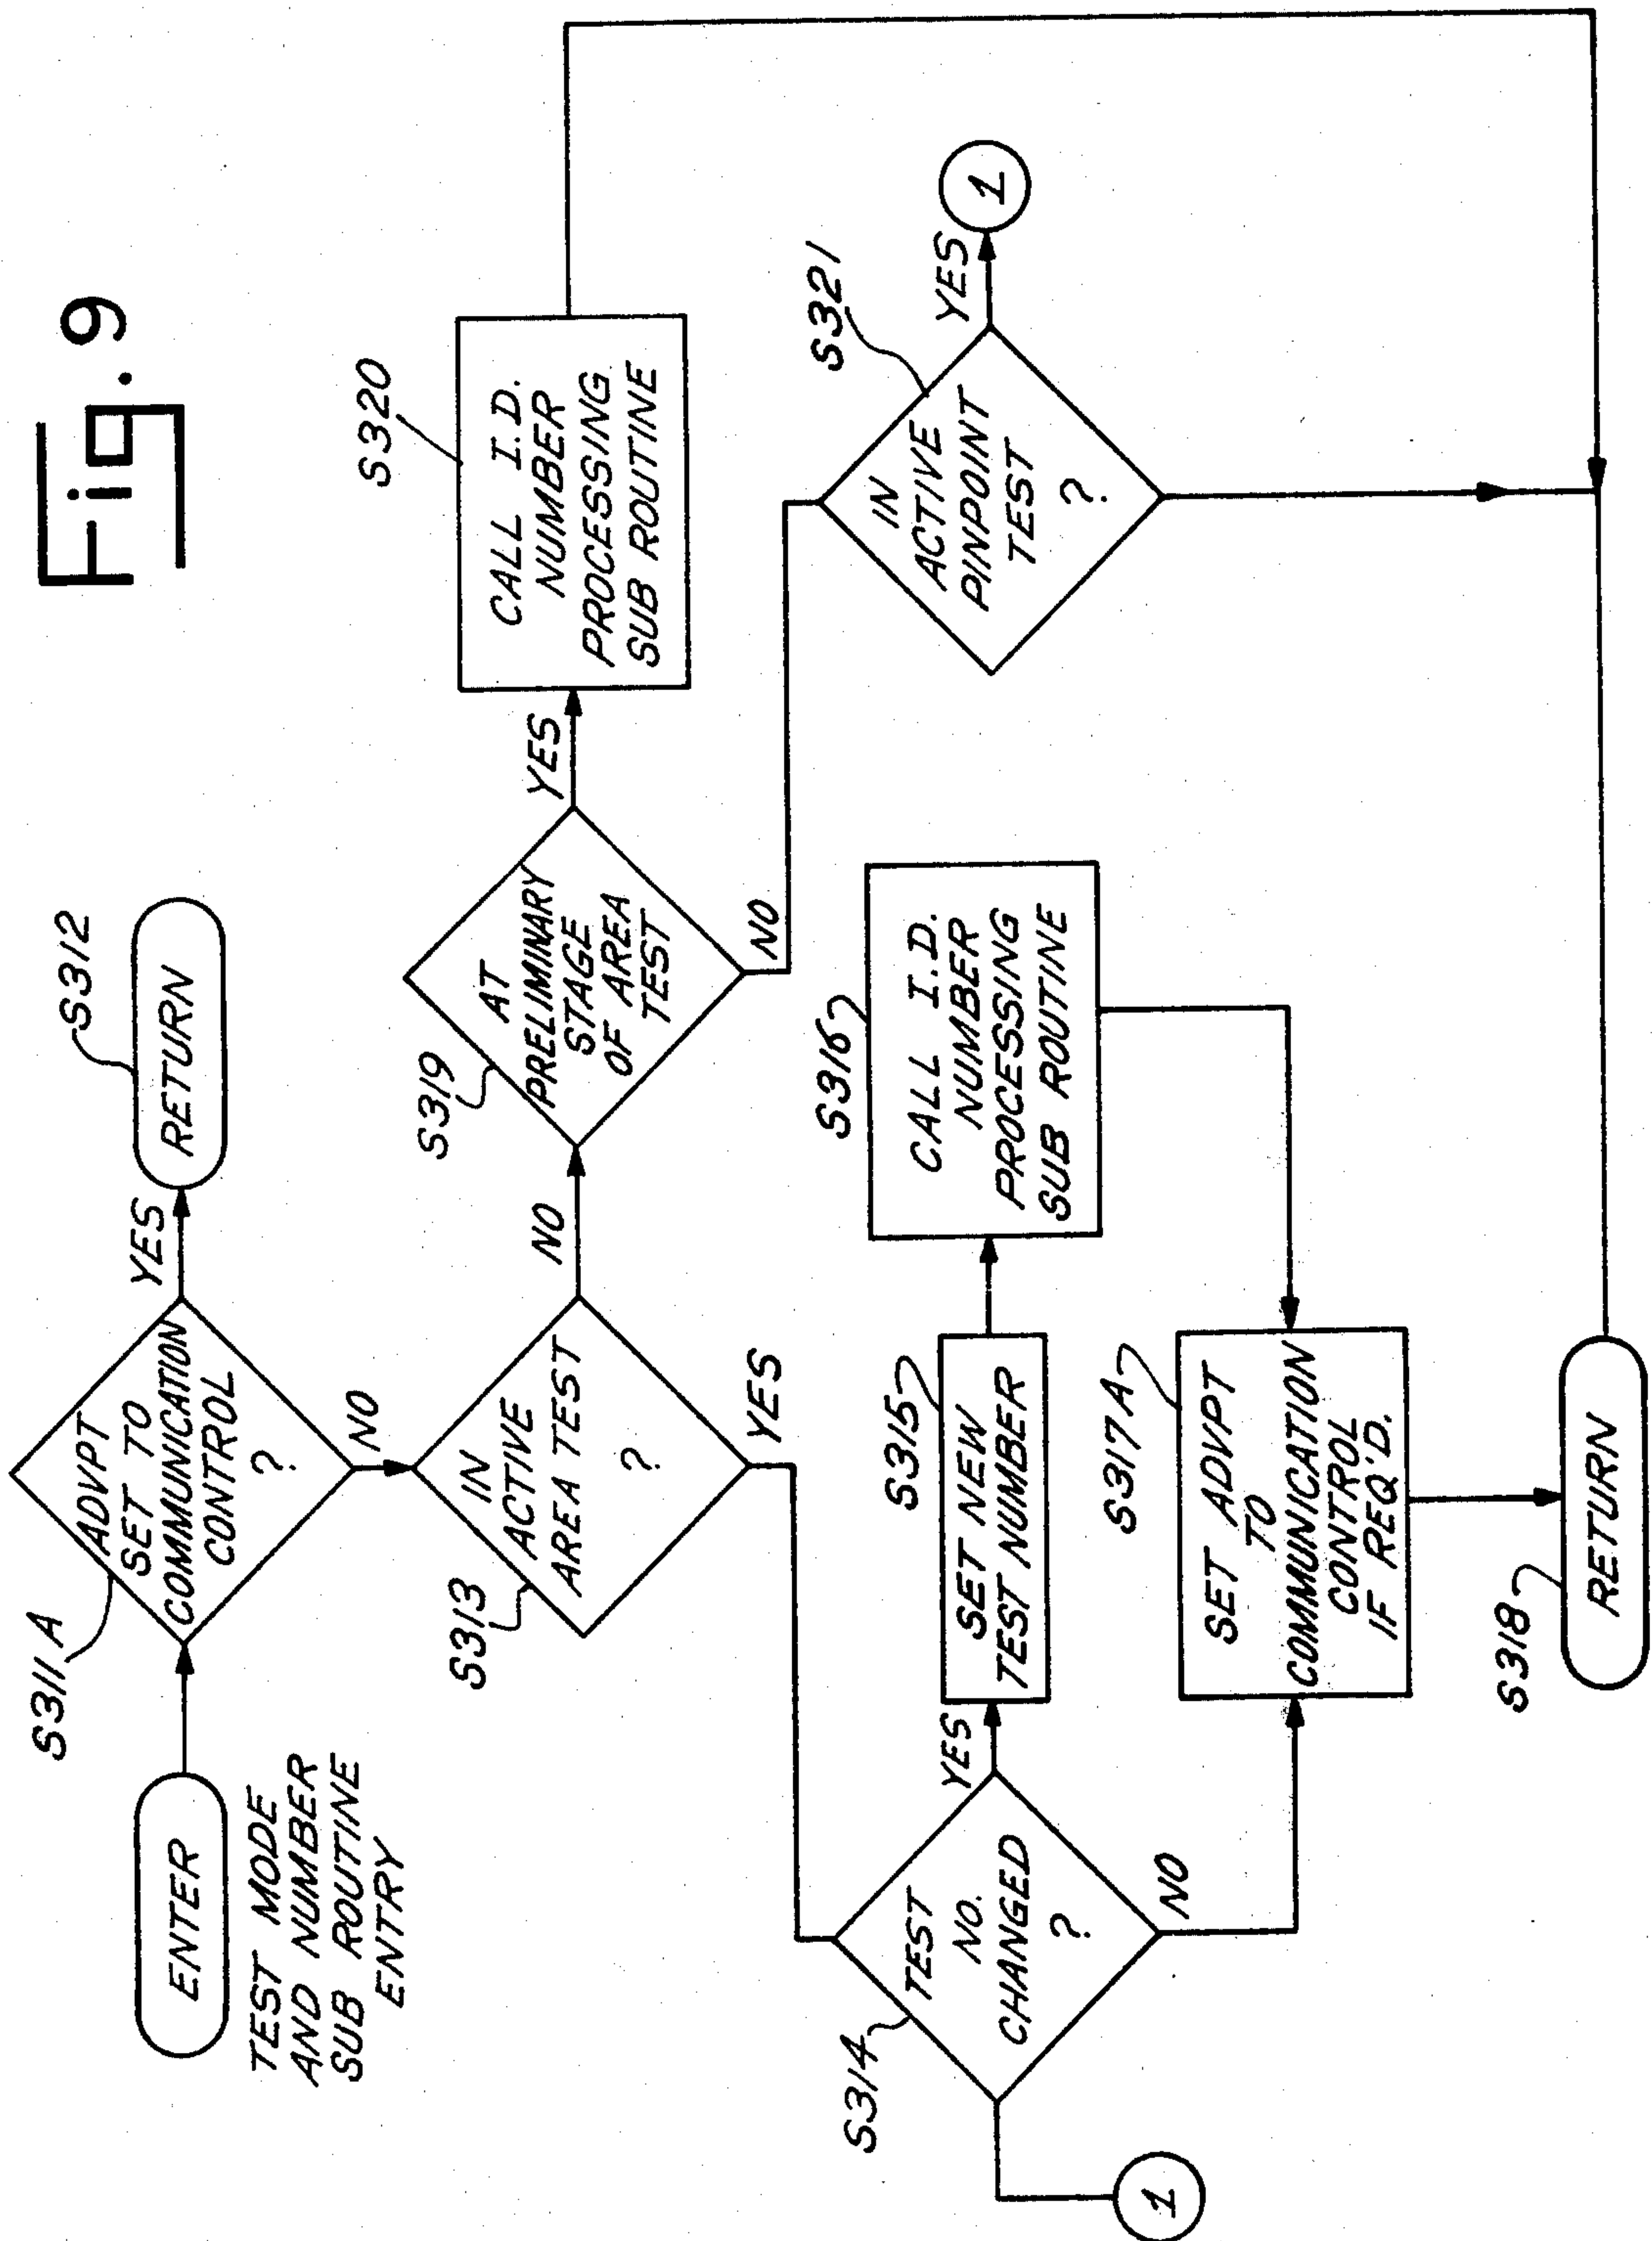 Fig. 9
S311A
ADVPT
SET TO
COMMUNICATION
CONTROL
?
YES
S312
RETURN
ENTER
TEST MODE
AND NUMBER
SUB ROUTINE
ENTRY
NO
S313
IN
ACTIVE
AREA TEST
?
NO
S319
AT
PRELIMINARY
STAGE
OF AREA
TEST
YES
S320
CALL I.D.
NUMBER
PROCESSING
SUB ROUTINE
YES
NO
S314
TEST
NO.
CHANGED
?
YES
S315
SET NEW
TEST NUMBER
S316
CALL I.D.
NUMBER
PROCESSING
SUB ROUTINE
S321
IN
ACTIVE
PINPOINT
TEST
?
YES
1
1
NO
S317A
SET ADVPT
TO
COMMUNICATION
CONTROL
IF REQ'D.
S318
RETURN